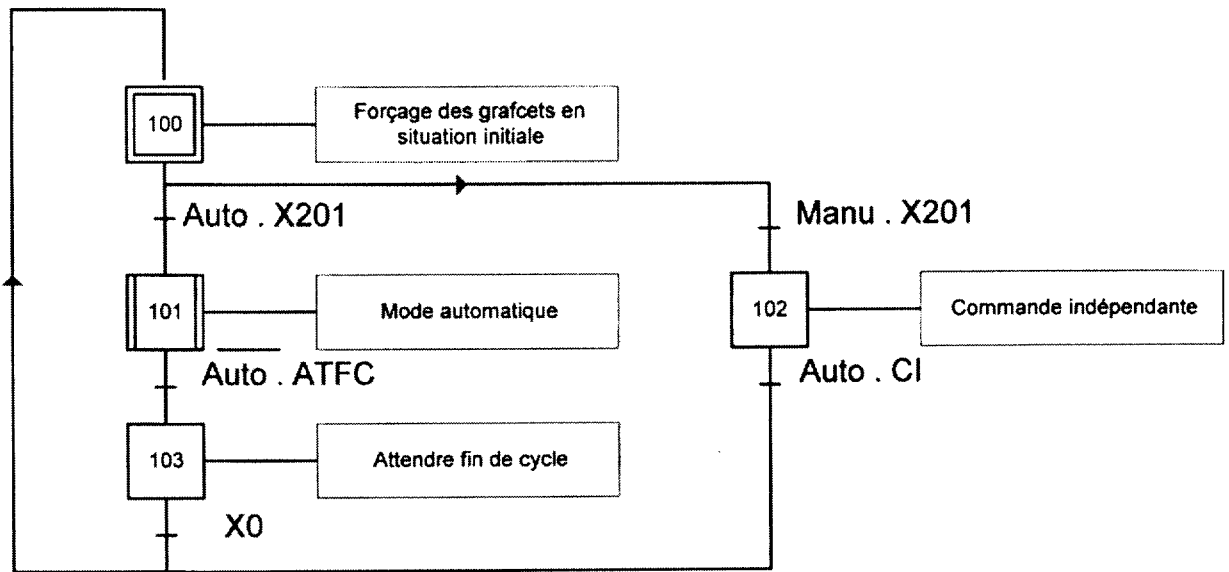 100
Forçage des grafcets en
situation initiale
Auto . X201
Manu . X201
101
Mode automatique
102
Commande indépendante
Auto . ATFC
Auto . CI
103
Attendre fin de cycle
X0